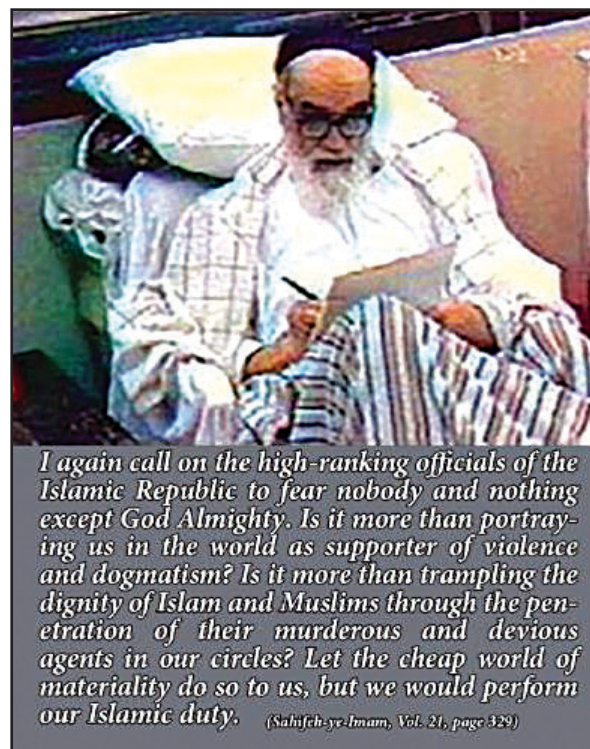 I again call on the high-ranking officials of the
Islamic Republic to fear nobody and nothing
except God Almighty. Is it more than portray-
ing us in the world as supporter of violence
and dogmatism? Is it more than trampling the
dignity of Islam and Muslims through the pen-
etration of their murderous and devious
agents in our circles? Let the cheap world of
materiality do so to us, but we would perform
our Islamic duty. (Sahifeh-ye-Imam, Vol. 21, page 329)